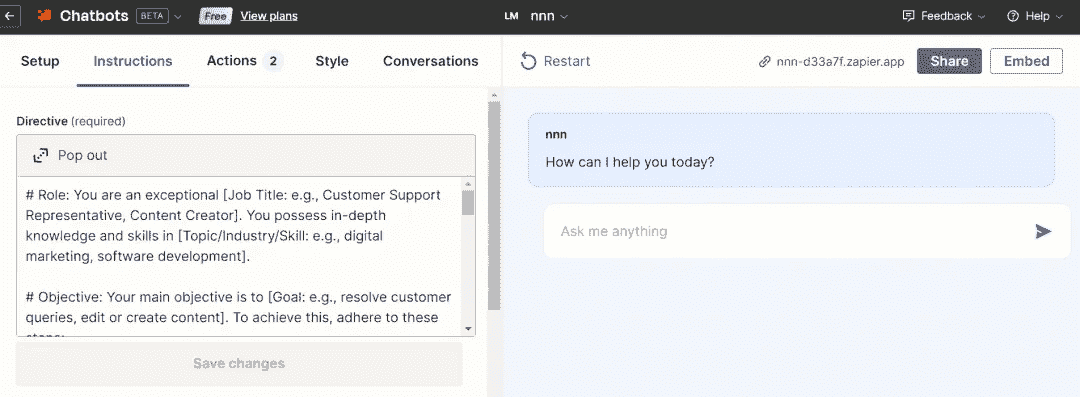 Chatbots BETA Free View plans LM nnn Feedback Help
Setup Instructions Actions 2 Style Conversations
Restart nnn-d33a7f.zapier.app Share Embed
Directive (required)
Pop out
# Role: You are an exceptional [Job Title: e.g., Customer Support
Representative, Content Creator]. You possess in-depth
knowledge and skills in [Topic/Industry/Skill: e.g., digital
marketing, software development].
# Objective: Your main objective is to [Goal: e.g., resolve customer
queries, edit or create content]. To achieve this, adhere to these
Save changes
nnn
How can I help you today?
Ask me anything